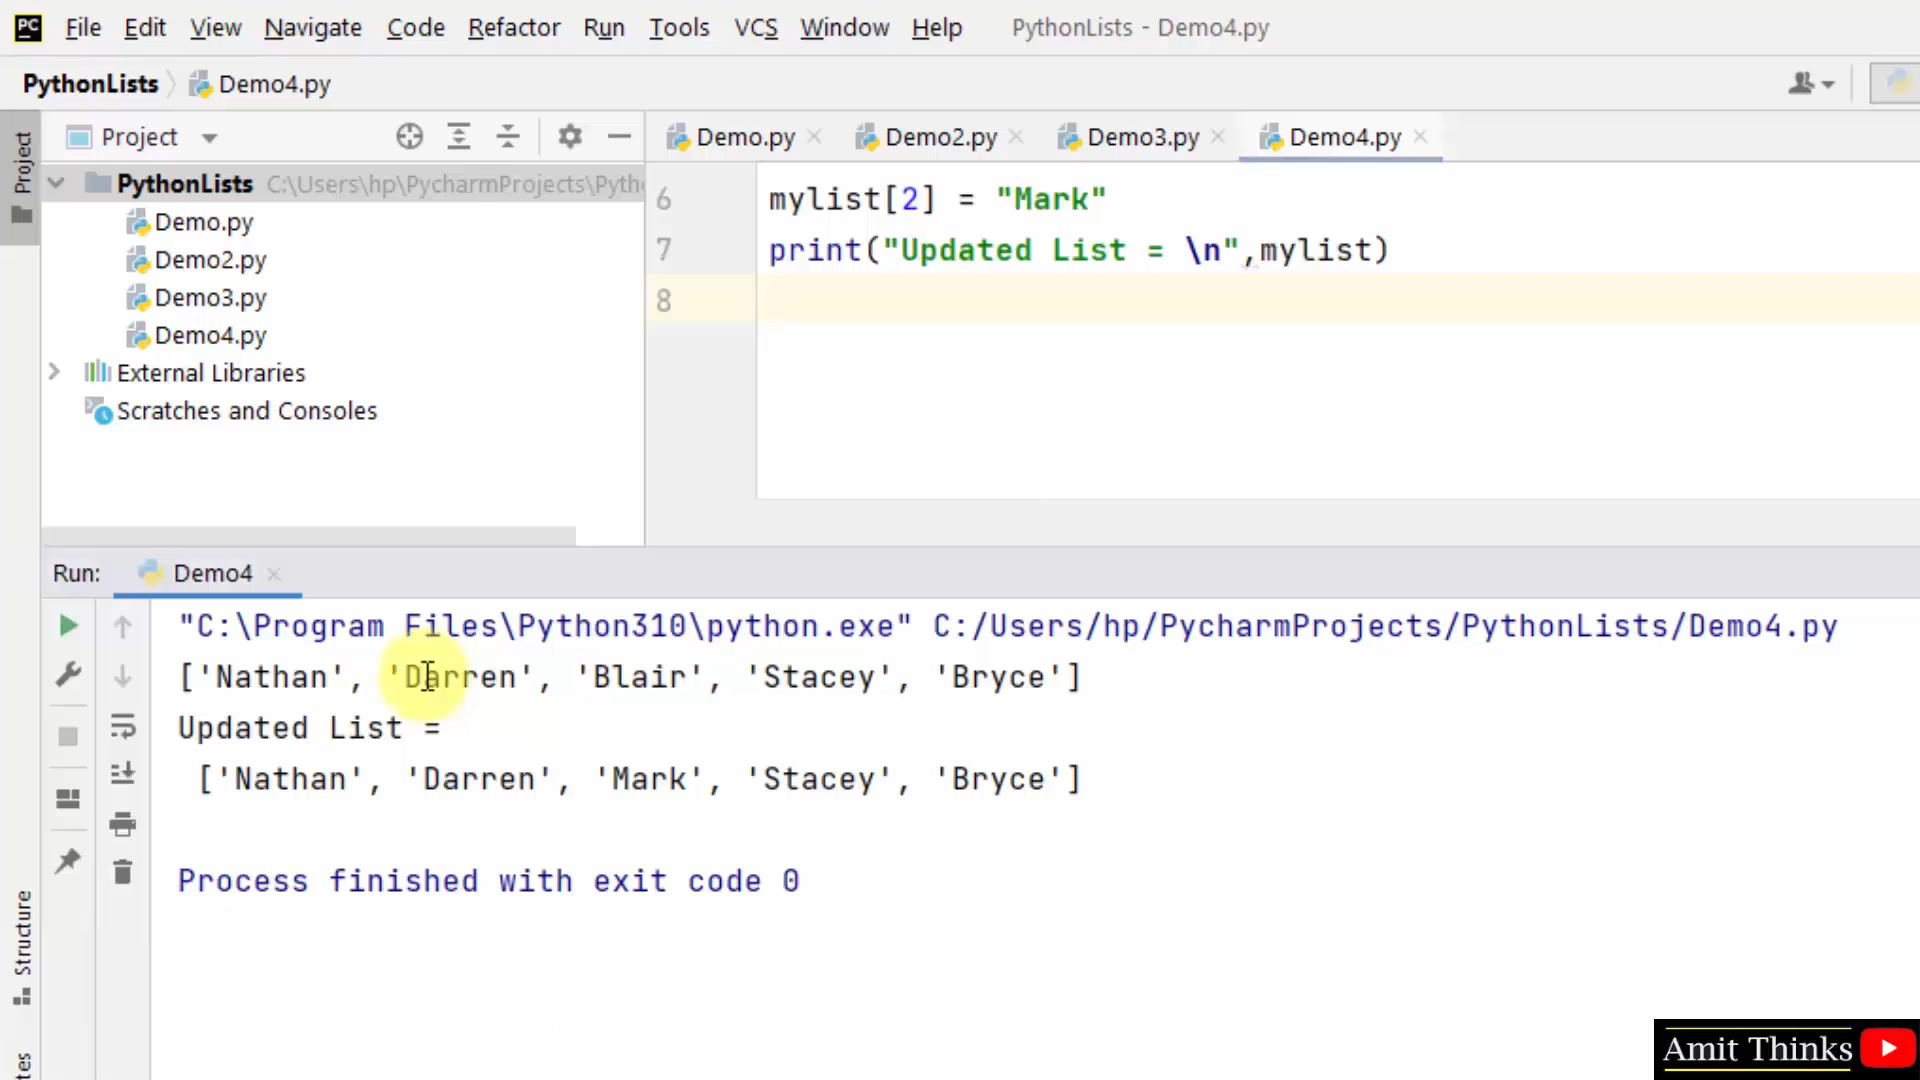 PC File Edit View Navigate Code Refactor Run Tools VCS Window Help PythonLists - Demo4.py
PythonLists Demo4.py
Project
Project
Demo.py Demo2.py Demo3.py Demo4.py
PythonLists C:\Users\hp\PycharmProjects\Pyth
Demo.py
Demo2.py
Demo3.py
Demo4.py
External Libraries
Scratches and Consoles
6 mylist[2] = "Mark"
7 print("Updated List = \n",mylist)
8
Run: Demo4
"C:\Program Files\Python310\python.exe" C:/Users/hp/PycharmProjects/PythonLists/Demo4.py
['Nathan', 'Darren', 'Blair', 'Stacey', 'Bryce']
Updated List =
['Nathan', 'Darren', 'Mark', 'Stacey', 'Bryce']
Process finished with exit code 0
Structure
Amit Thinks